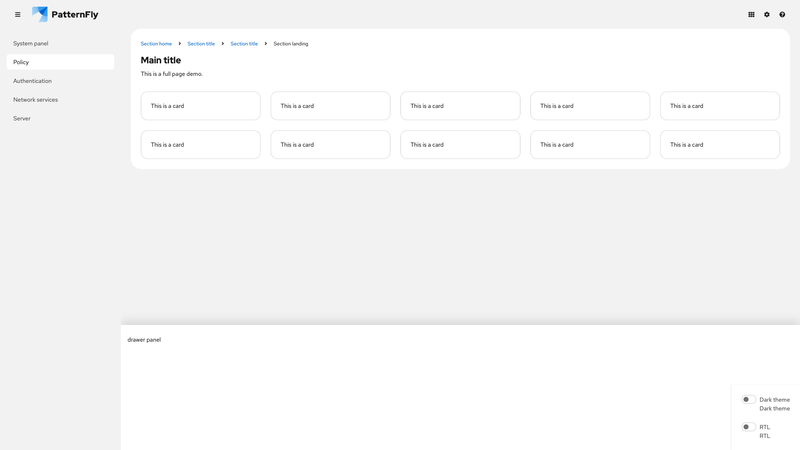 PatternFly
System panel
Policy
Authentication
Network services
Server
Section home
Section title
Section title
Section landing
Main title
This is a full page demo.
This is a card
This is a card
This is a card
This is a card
This is a card
This is a card
This is a card
This is a card
This is a card
This is a card
drawer panel
Dark theme
Dark theme
RTL
RTL